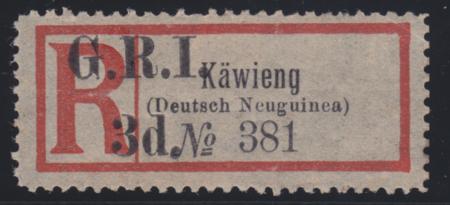 R G.R.I. Käwieng
(Deutsch Neuguinea)
3d. № 381